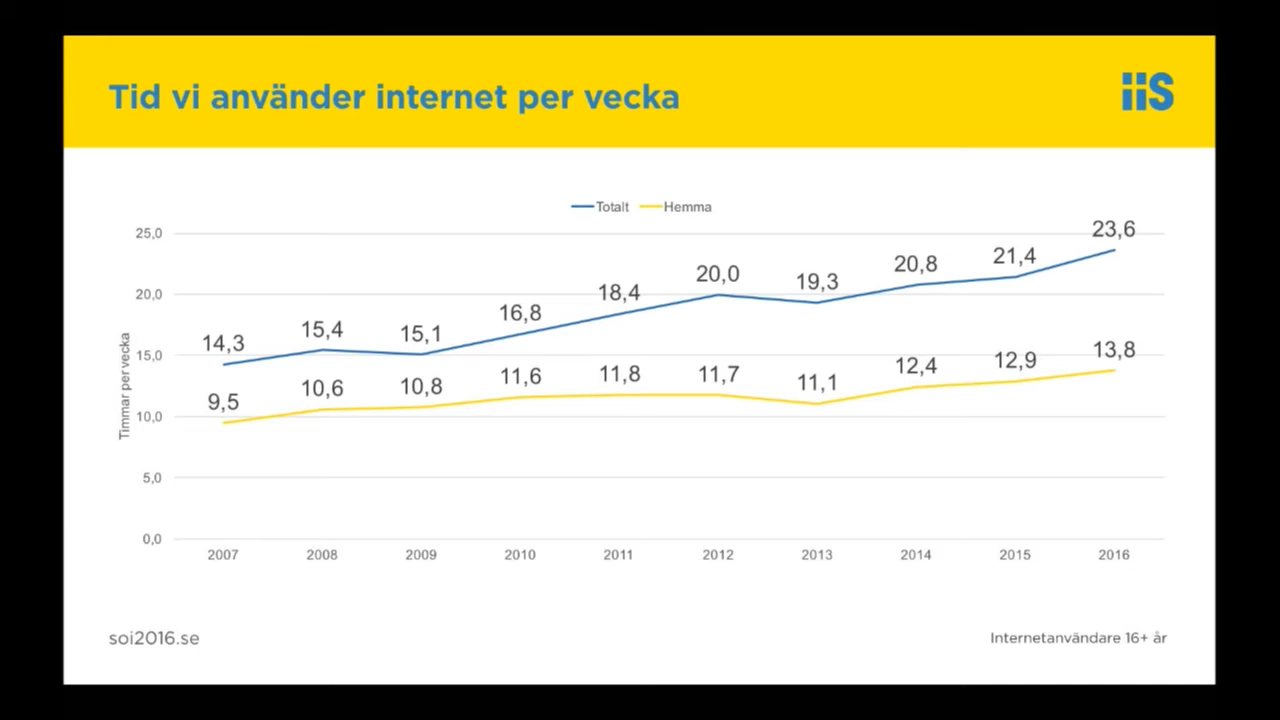 Tid vi använder internet per vecka
iis
Totalt Hemma
Timmar per vecka
25,0
20,0
15,0
10,0
5,0
0,0
14,3 15,4 15,1 16,8 18,4 20,0 19,3 20,8 21,4 23,6
9,5 10,6 10,8 11,6 11,8 11,7 11,1 12,4 12,9 13,8
2007 2008 2009 2010 2011 2012 2013 2014 2015 2016
soi2016.se
Internetanvändare 16+ år